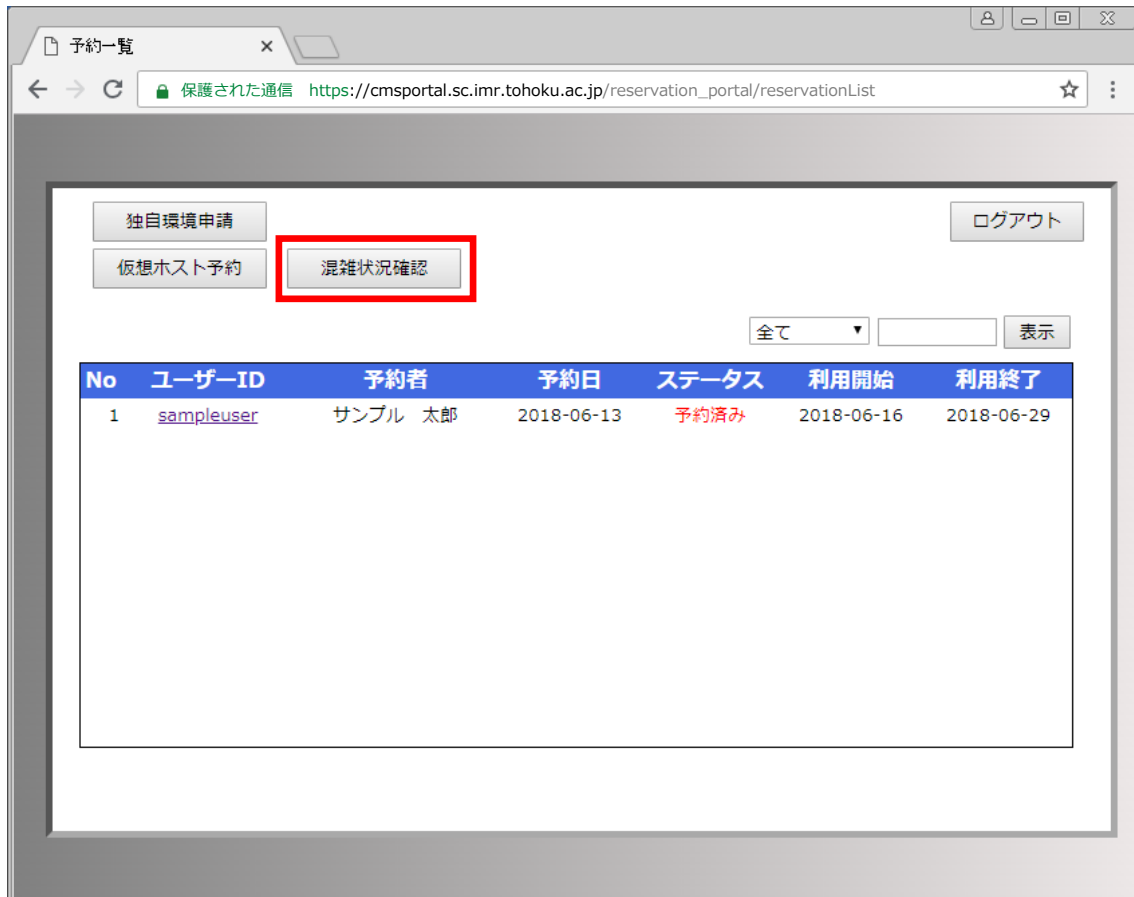 予約一覧
保護された通信 https://cmsportal.sc.imr.tohoku.ac.jp/reservation_portal/reservationList
独自環境申請 ログアウト
仮想ホスト予約 混雑状況確認
全て 表示
No ユーザーID 予約者 予約日 ステータス 利用開始 利用終了
1 sampleuser サンプル 太郎 2018-06-13 予約済み 2018-06-16 2018-06-29